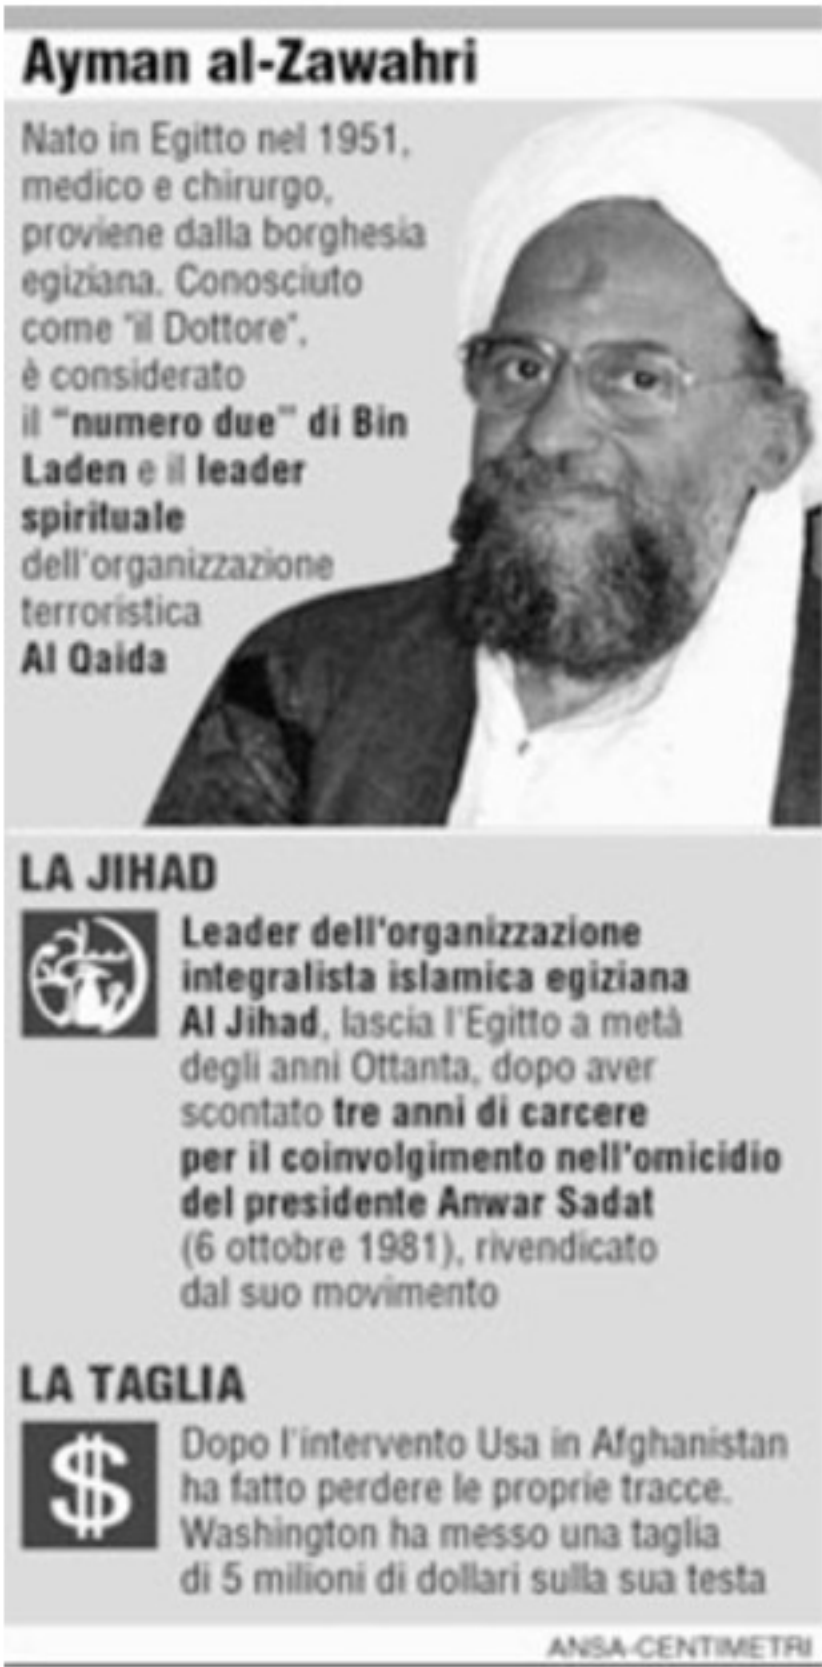 Ayman al-Zawahri
Nato in Egitto nel 1951,
medico e chirurgo,
proviene dalla borghesia
egiziana. Conosciuto
come "il Dottore",
è considerato
il "numero due" di Bin
Laden e il leader
spirituale
dell'organizzazione
terroristica
Al Qaida
LA JIHAD
Leader dell'organizzazione
integralista islamica egiziana
Al Jihad, lascia l'Egitto a metà
degli anni Ottanta, dopo aver
scontato tre anni di carcere
per il coinvolgimento nell'omicidio
del presidente Anwar Sadat
(6 ottobre 1981), rivendicato
dal suo movimento
LA TAGLIA
$
Dopo l'intervento Usa in Afghanistan
ha fatto perdere le proprie tracce.
Washington ha messo una taglia
di 5 milioni di dollari sulla sua testa
ANSA-CENTIMETRI